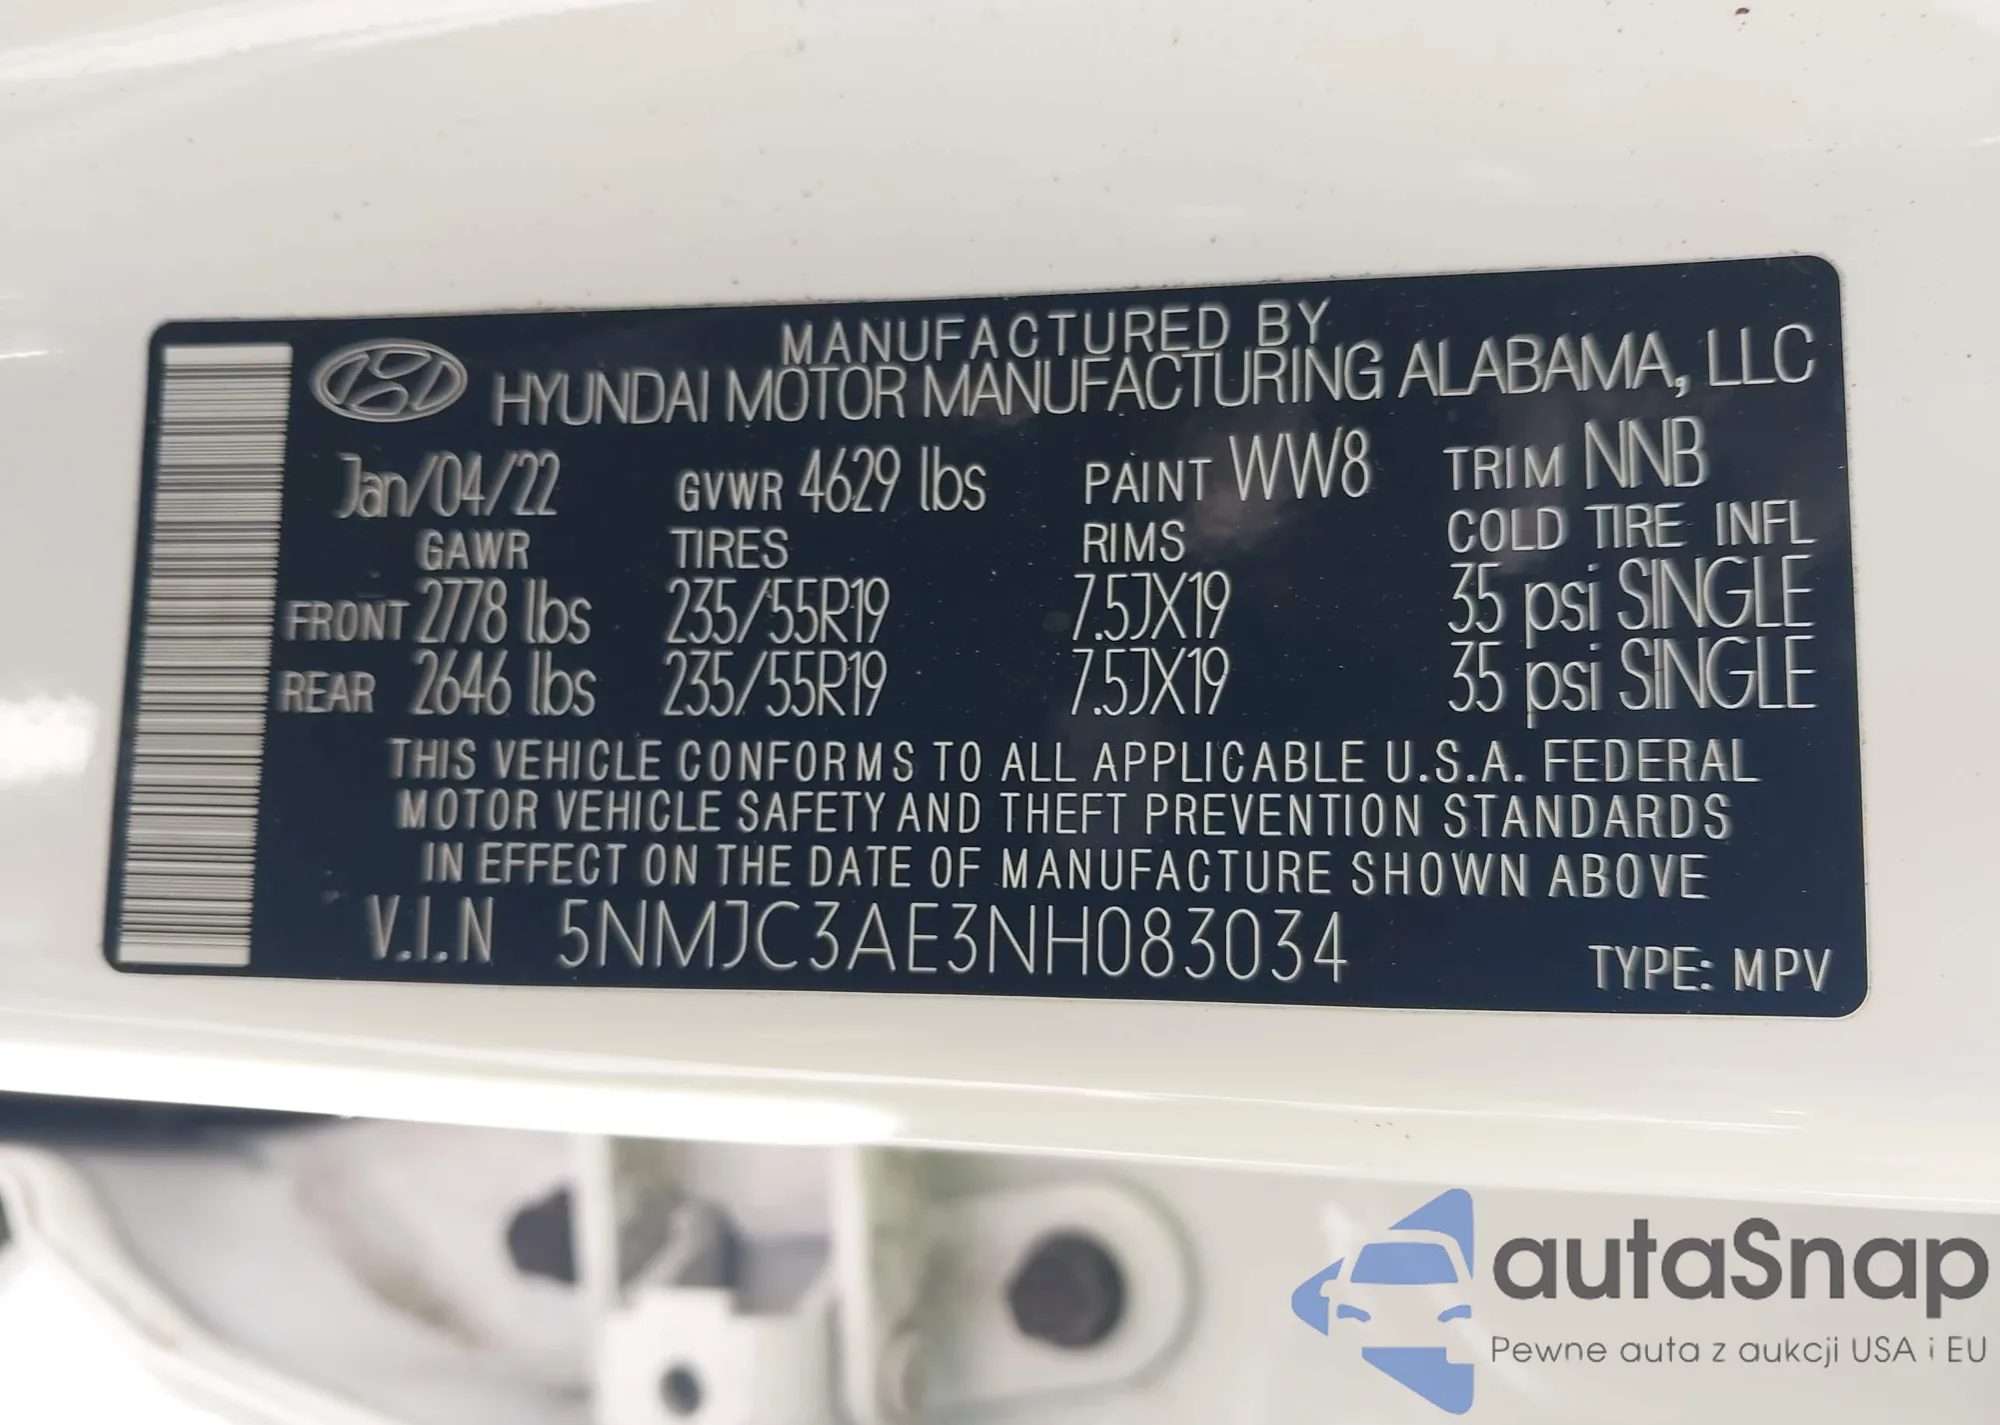 MANUFACTURED BY
HYUNDAI MOTOR MANUFACTURING ALABAMA, LLC
Jan/04/22 GVWR 4629 lbs PAINT WW8 TRIM NNB
GAWR TIRES RIMS COLD TIRE INFL
FRONT 2778 lbs 235/55R19 7.5JX19 35 psi SINGLE
REAR 2646 lbs 235/55R19 7.5JX19 35 psi SINGLE
THIS VEHICLE CONFORMS TO ALL APPLICABLE U.S.A. FEDERAL
MOTOR VEHICLE SAFETY AND THEFT PREVENTION STANDARDS
IN EFFECT ON THE DATE OF MANUFACTURE SHOWN ABOVE
V.I.N 5NMJC3AE3NH083034 TYPE: MPV
autaSnap
Pewne auta z aukcji USA i EU